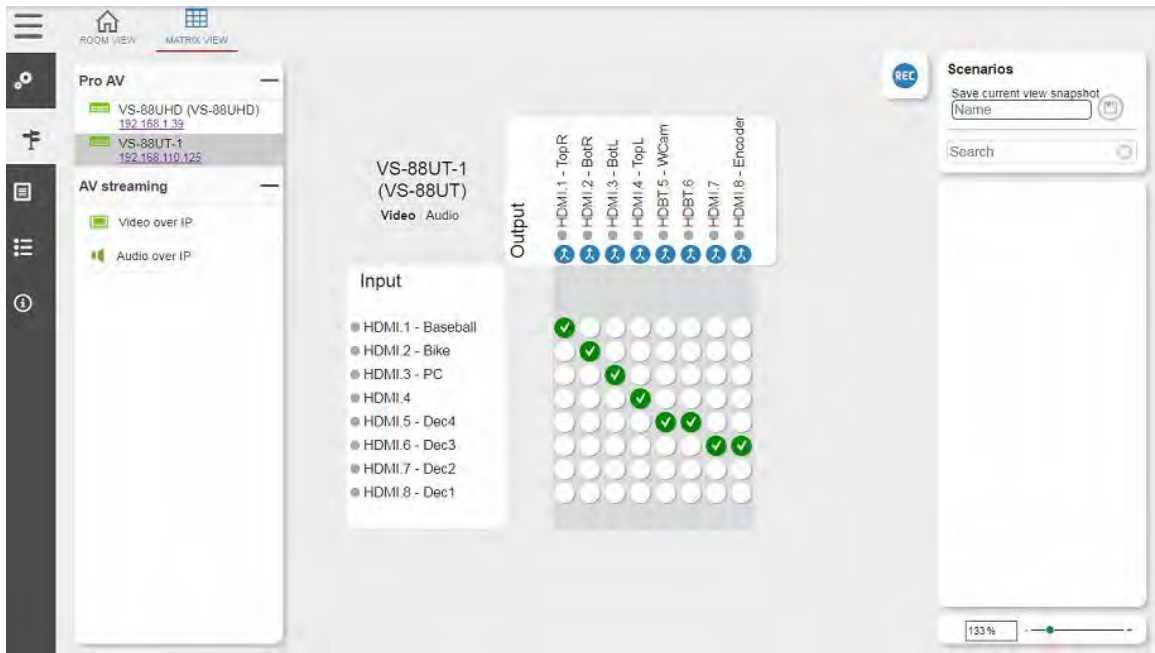 ROOM VIEW
MATRIX VIEW
Pro AV
VS-88UHD (VS-88UHD)
192.168.1.39
VS-88UT-1
192.168.110.125
AV streaming
Video over IP
Audio over IP
VS-88UT-1
(VS-88UT)
Video Audio
Output
HDMI.1 - TopR
HDMI.2 - BotR
HDMI.3 - BotL
HDMI.4 - TopL
HDBT.5 - WCam
HDBT.6
HDMI.7
HDMI.8 - Encoder
Input
HDMI.1 - Baseball
HDMI.2 - Bike
HDMI.3 - PC
HDMI.4
HDMI.5 - Dec4
HDMI.6 - Dec3
HDMI.7 - Dec2
HDMI.8 - Dec1
REC
Scenarios
Save current view snapshot
Name
Search
133 %